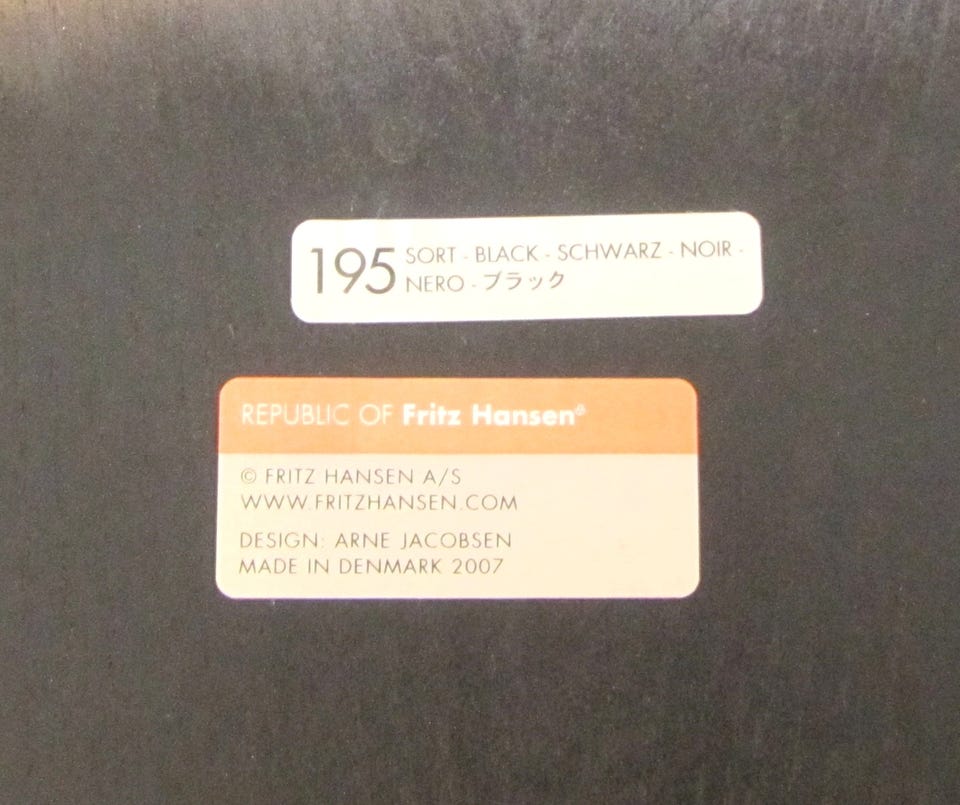 195 SORT - BLACK - SCHWARZ - NOIR -
NERO - ブラック
REPUBLIC OF Fritz Hansen®
© FRITZ HANSEN A/S
WWW.FRITZHANSEN.COM
DESIGN: ARNE JACOBSEN
MADE IN DENMARK 2007